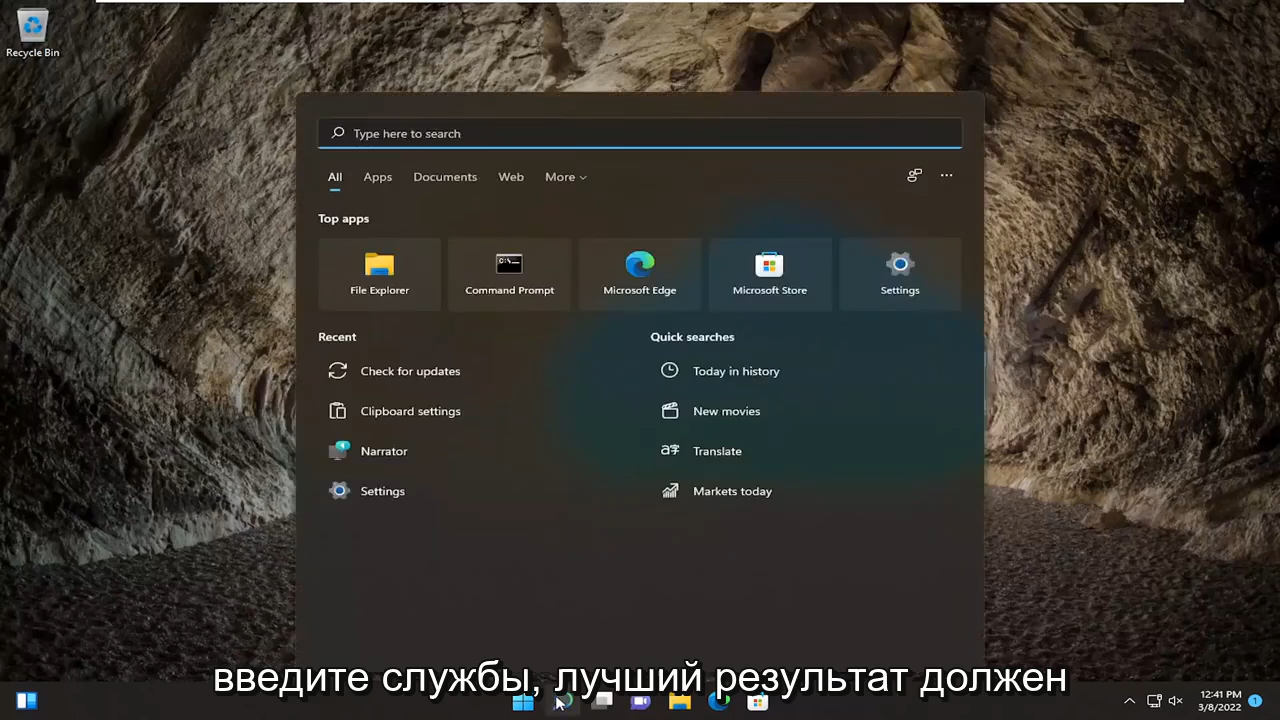 Recycle Bin
Type here to search
All Apps Documents Web More
Top apps
File Explorer Command Prompt Microsoft Edge Microsoft Store Settings
Recent Quick searches
Check for updates Today in history
Clipboard settings New movies
Narrator Translate
Settings Markets today
введите службы, лучший результат должен
12:41 PM
3/8/2022
1